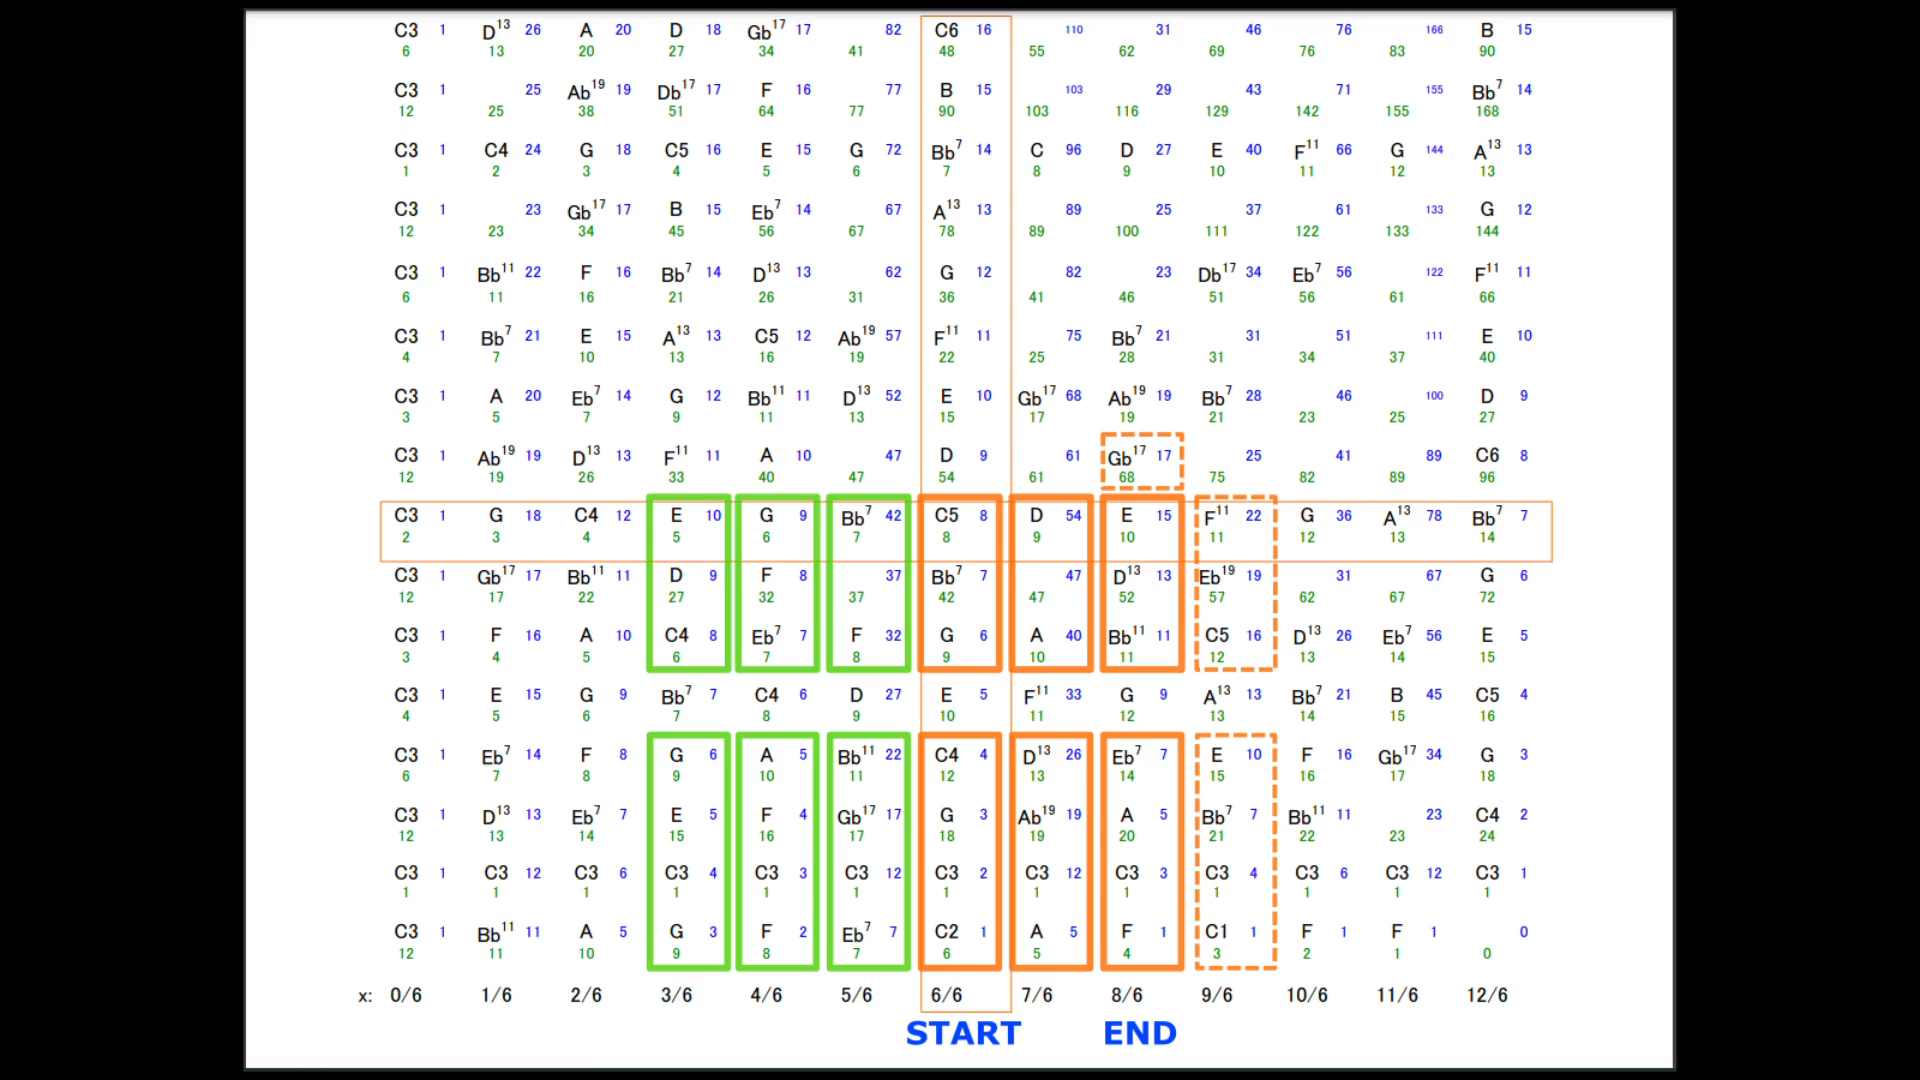 C3 1 D13 26 A 20 D 18 Gb17 17 82 C6 16 110 31 46 76 166 B 15
6 13 20 27 34 41 48 55 62 69 76 83 90
C3 1 25 Ab19 19 Db17 17 F 16 77 B 15 103 29 43 71 155 Bb7 14
12 25 38 51 64 77 90 103 116 129 142 155 168
C3 1 C4 24 G 18 C5 16 E 15 G 72 Bb7 14 C 96 D 27 E 40 F11 66 G 144 A13 13
1 2 3 4 5 6 7 8 9 10 11 12 13
C3 1 23 Gb17 17 B 15 Eb7 14 67 A13 13 89 25 37 61 133 G 12
12 23 34 45 56 67 78 89 100 111 122 133 144
C3 1 Bb11 22 F 16 Bb7 14 D13 13 62 G 12 82 23 Db17 34 Eb7 56 122 F11 11
6 11 16 21 26 31 36 41 46 51 56 61 66
C3 1 Bb7 21 E 15 A13 13 C5 12 Ab19 57 F11 11 75 Bb7 21 31 51 111 E 10
4 7 10 13 16 19 22 25 28 31 34 37 40
C3 1 A 20 Eb7 14 G 12 Bb11 11 D13 52 E 10 Gb17 68 Ab19 19 Bb7 28 46 100 D 9
3 5 7 9 11 13 15 17 19 21 23 25 27
C3 1 Ab19 19 D13 13 F11 11 A 10 47 D 9 61 Gb17 17 25 41 89 C6 8
12 19 26 33 40 47 54 61 68 75 82 89 96
C3 1 G 18 C4 12 E 10 G 9 Bb7 42 C5 8 D 54 E 15 F11 22 G 36 A13 78 Bb7 7
2 3 4 5 6 7 8 9 10 11 12 13 14
C3 1 Gb17 17 Bb11 11 D 9 F 8 37 Bb7 7 47 D13 13 Eb19 19 31 67 G 6
12 17 22 27 32 37 42 47 52 57 62 67 72
C3 1 F 16 A 10 C4 8 Eb7 7 F 32 G 6 A 40 Bb11 11 C5 16 D13 26 Eb7 56 E 5
3 4 5 6 7 8 9 10 11 12 13 14 15
C3 1 E 15 G 9 Bb7 7 C4 6 D 27 E 5 F11 33 G 9 A13 13 Bb7 21 B 45 C5 4
4 5 6 7 8 9 10 11 12 13 14 15 16
C3 1 Eb7 14 F 8 G 6 A 5 Bb11 22 C4 4 D13 26 Eb7 7 E 10 F 16 Gb17 34 G 3
6 7 8 9 10 11 12 13 14 15 16 17 18
C3 1 D13 13 Eb7 7 E 5 F 4 Gb17 17 G 3 Ab19 19 A 5 Bb7 7 Bb11 11 23 C4 2
12 13 14 15 16 17 18 19 20 21 22 23 24
C3 1 C3 12 C3 6 C3 4 C3 3 C3 12 C3 2 C3 12 C3 3 C3 4 C3 6 C3 12 C3 1
1 1 1 1 1 1 1 1 1 1 1 1
C3 1 Bb11 11 A 5 G 3 F 2 Eb7 7 C2 1 A 5 F 1 C1 1 F 1 F 1 0
12 11 10 9 8 7 6 5 4 3 2 1 0
x: 0/6 1/6 2/6 3/6 4/6 5/6 6/6 7/6 8/6 9/6 10/6 11/6 12/6
START END